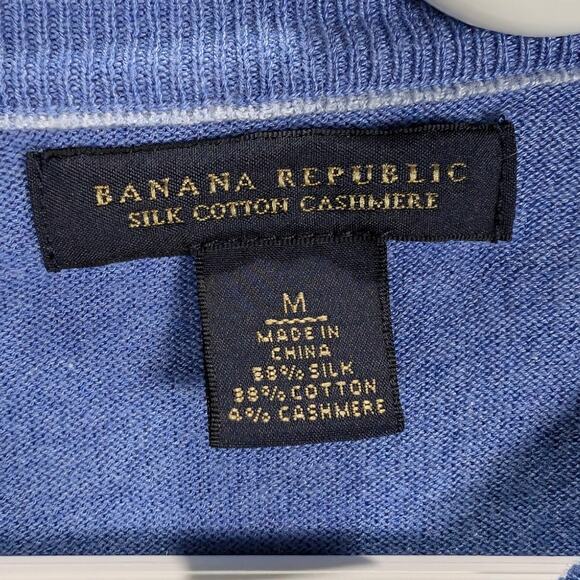 BANANA REPUBLIC
SILK COTTON CASHMERE
M
MADE IN
CHINA
58% SILK
38% COTTON
4% CASHMERE